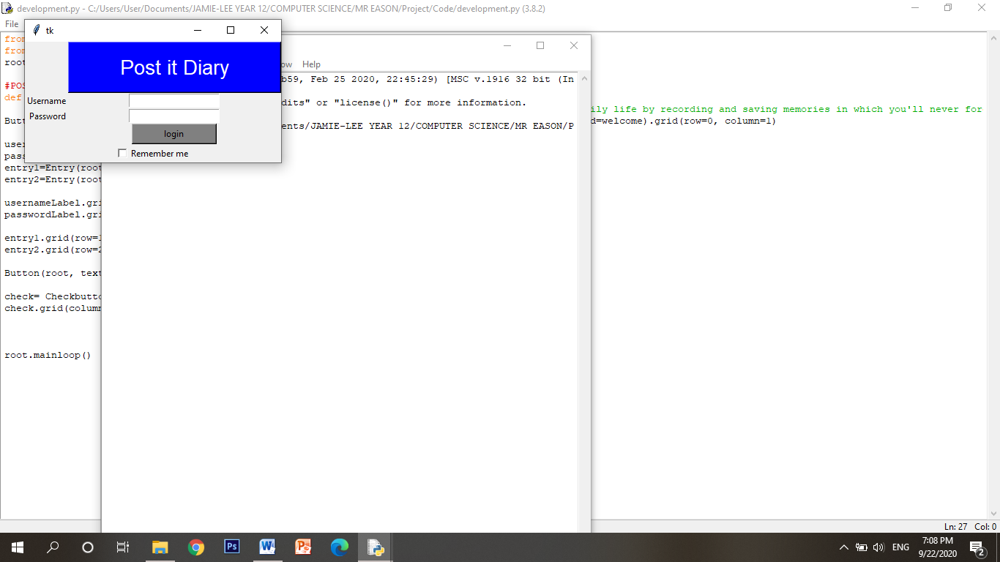 development.py - C:/Users/User/Documents/JAMIE-LEE YEAR 12/COMPUTER SCIENCE/MR EASON/Project/Code/development.py (3.8.2)
File
tk
Post it Diary
Username
Password
login
Remember me
Help
b59, Feb 25 2020, 22:45:29) [MSC v.1916 32 bit (In
dits" or "license()" for more information.
ents/JAMIE-LEE YEAR 12/COMPUTER SCIENCE/MR EASON/P
ily life by recording and saving memories in which you'll never for
d=welcome).grid(row=0, column=1)
root
#POS
def
Butt
user
pass
entry1=Entry(root
entry2=Entry(root
usernameLabel.gri
passwordLabel.gri
entry1.grid(row=1
entry2.grid(row=2
Button(root, text
check= Checkbutto
check.grid(column
root.mainloop()
Ln: 27 Col: 0
Ps
W
P
ENG
7:08 PM
9/22/2020
2